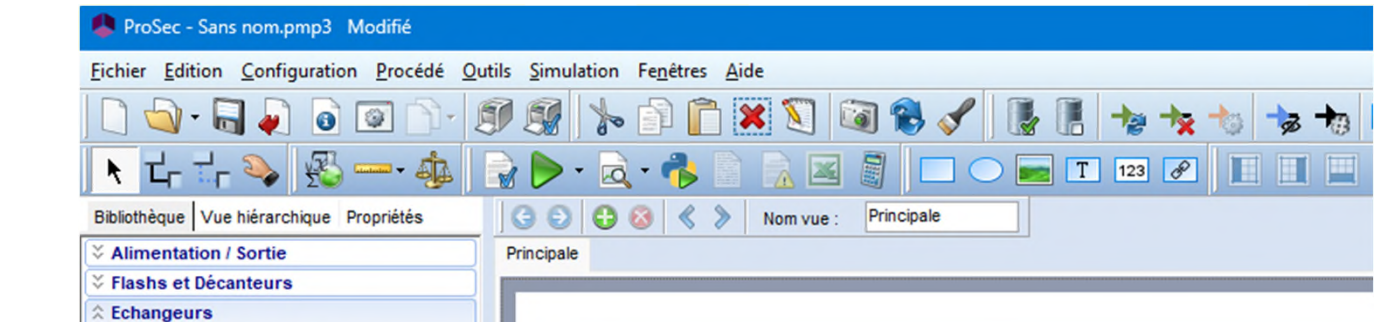 ProSec - Sans nom.pmp3 Modifié
Fichier Edition Configuration Procédé Outils Simulation Fenêtres Aide
T 123
Bibliothèque Vue hiérarchique Propriétés Nom vue : Principale
Alimentation / Sortie Principale
Flashs et Décanteurs
Echangeurs